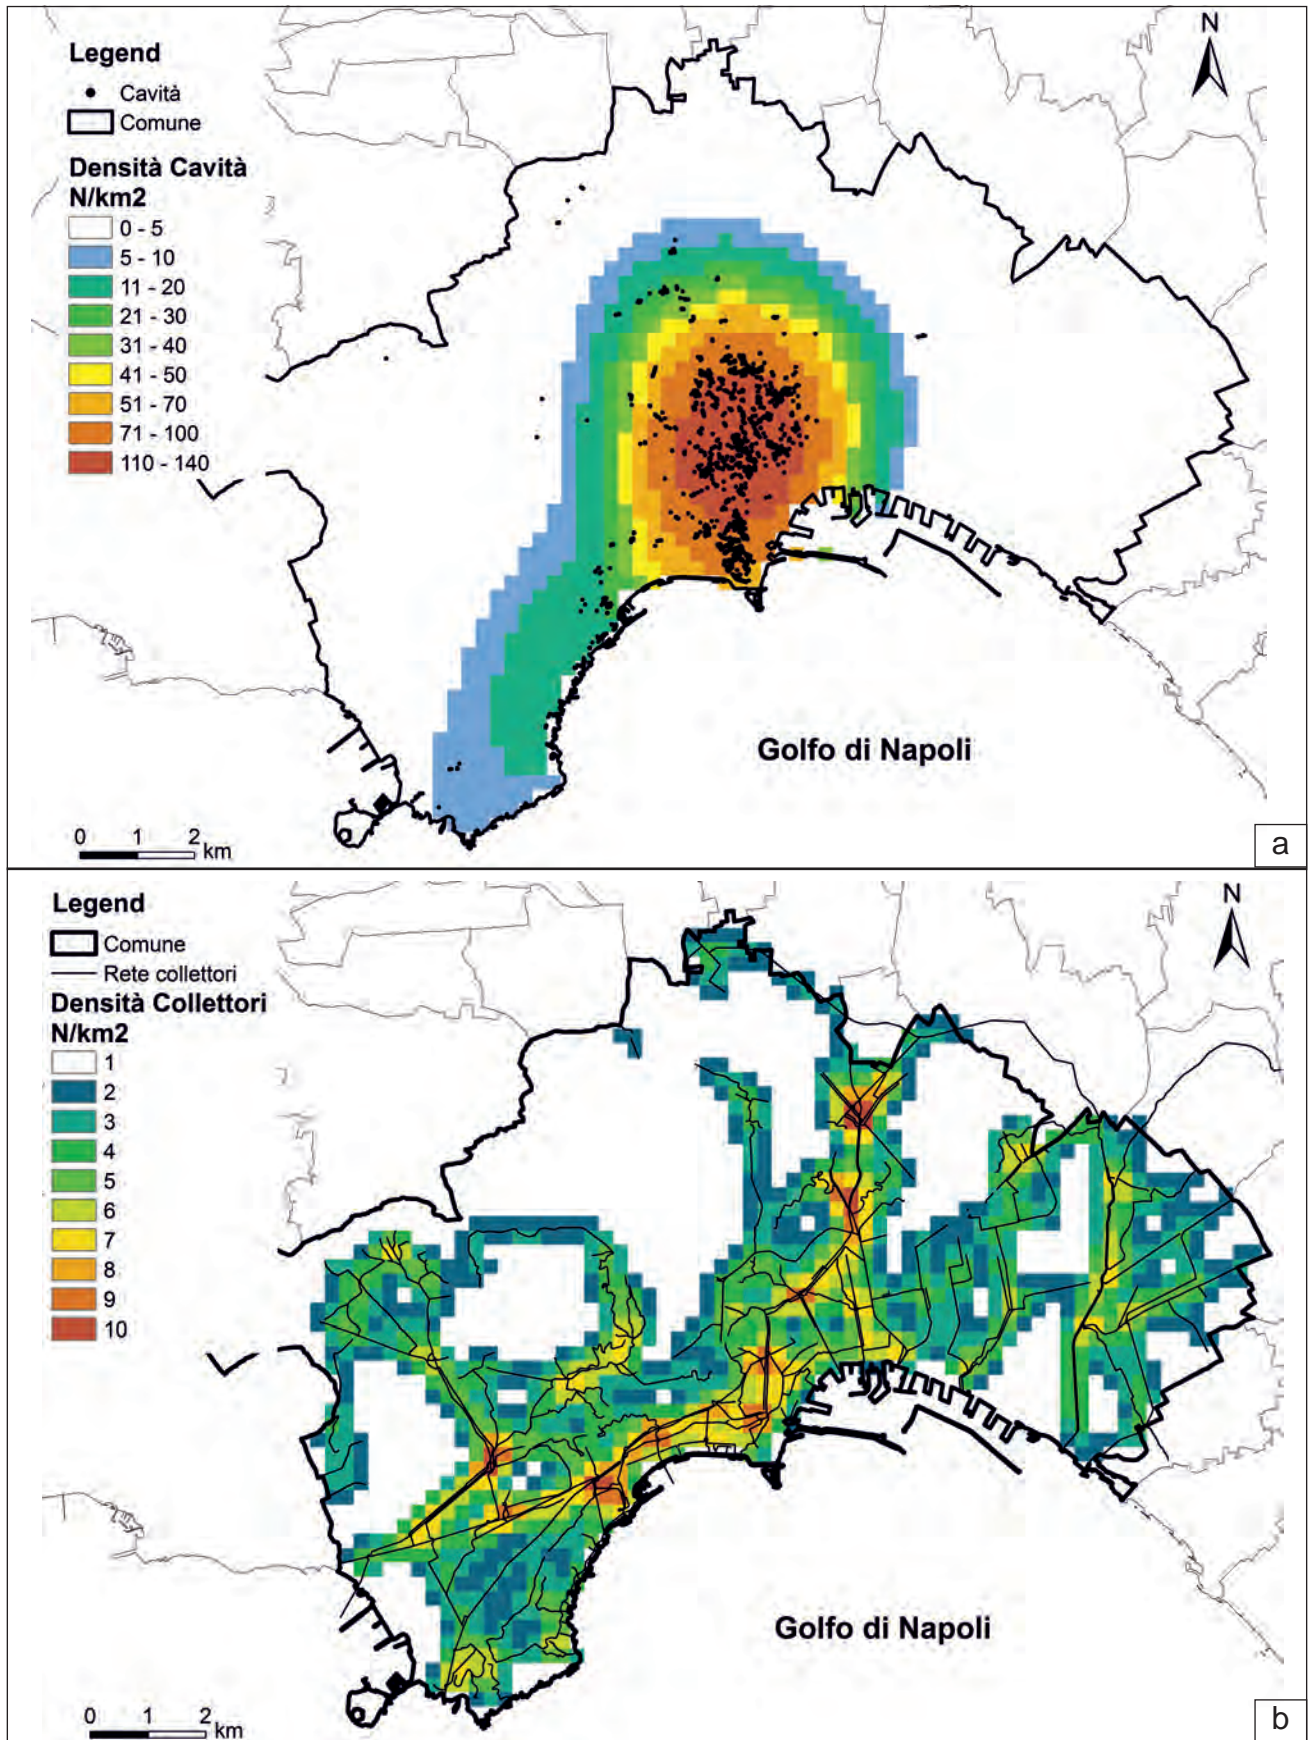 Legend
Cavità
Comune
Densità Cavità
N/km2
0 - 5
5 - 10
11 - 20
21 - 30
31 - 40
41 - 50
51 - 70
71 - 100
110 - 140
N
Golfo di Napoli
0 1 2
km
a
Legend
Comune
Rete collettori
Densità Collettori
N/km2
1
2
3
4
5
6
7
8
9
10
N
Golfo di Napoli
0 1 2
km
b